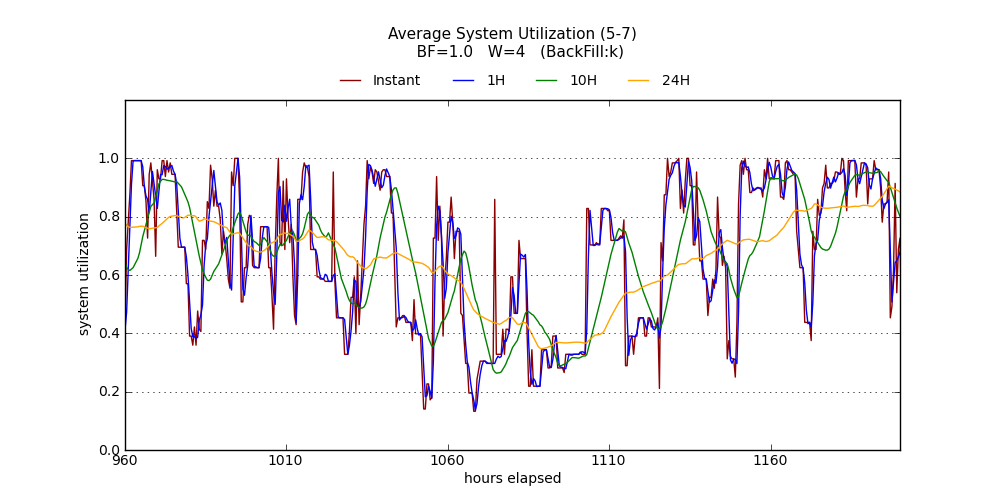 Average System Utilization (5-7)
BF=1.0 W=4 (BackFill:k)
Instant 1H 10H 24H
1.0
0.8
0.6
0.4
0.2
0.0
system utilization
960 1010 1060 1110 1160
hours elapsed